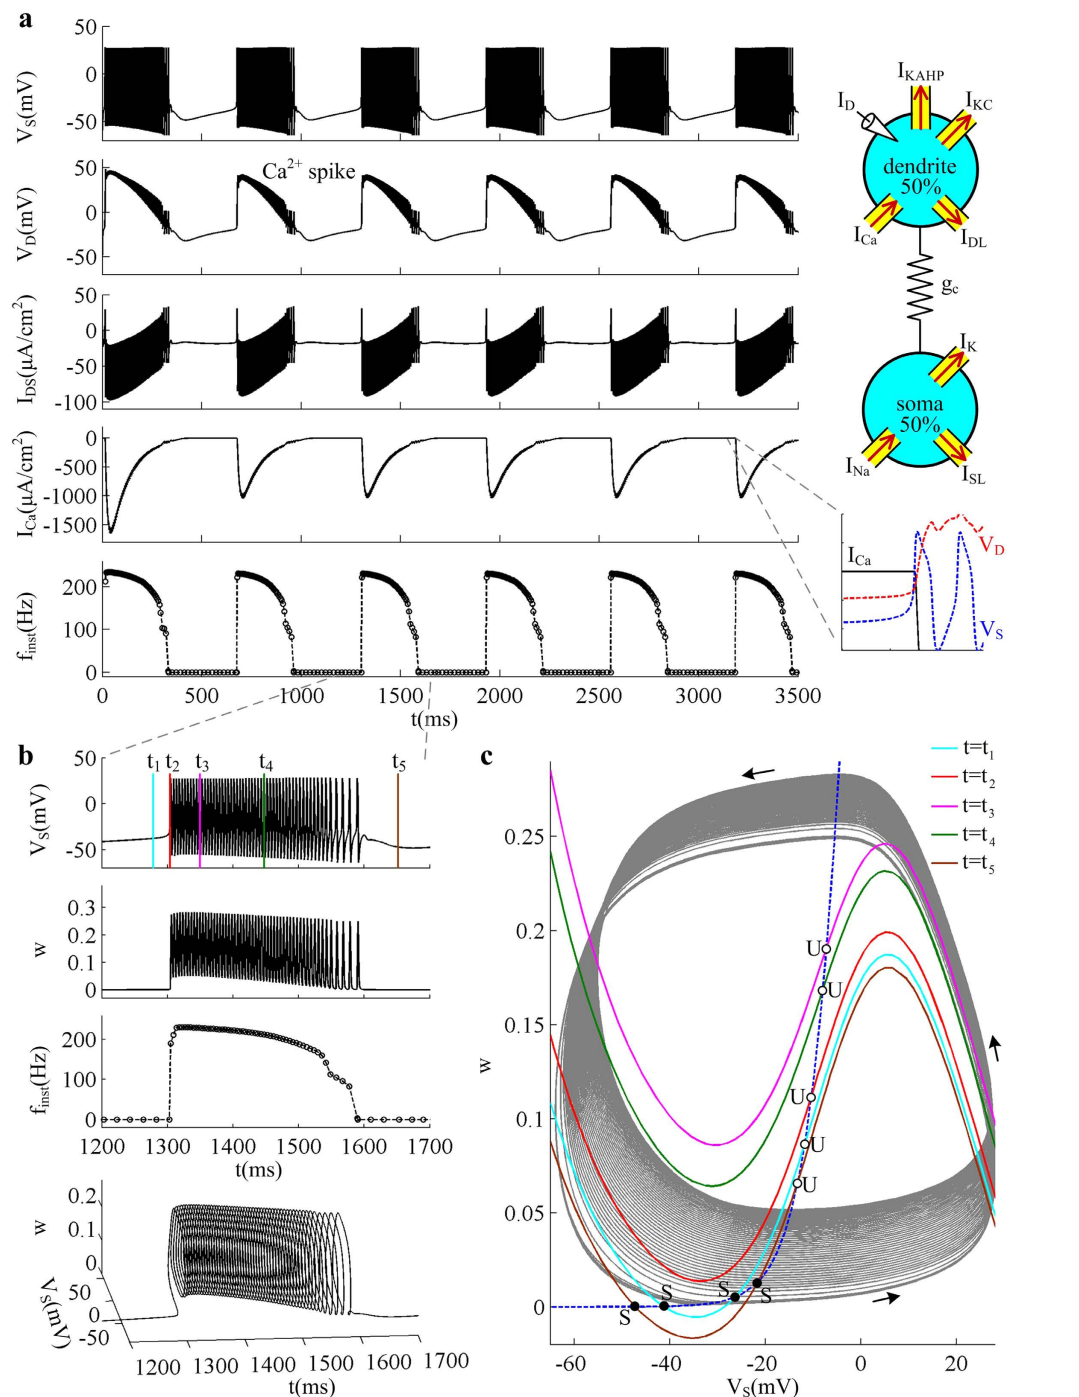 a
50
0
-50
V_S(mV)
50
0
-50
V_D(mV)
Ca²⁺ spike
50
0
-50
-100
I_DS(μA/cm²)
0
-500
-1000
-1500
I_Ca(μA/cm²)
200
100
0
f_inst(Hz)
0 500 1000 1500 2000 2500 3000 3500
t(ms)
I_KAHP
I_D
I_KC
dendrite
50%
I_Ca
I_DL
g_c
I_K
soma
50%
I_Na
I_SL
I_Ca
V_D
V_S
b
50
0
-50
V_S(mV)
t₁ t₂ t₃ t₄ t₅
1200 1300 1400 1500 1600 1700
0.3
0.2
0.1
0
w
200
100
0
f_inst(Hz)
1200 1300 1400 1500 1600 1700
t(ms)
0.2
0.1
0
w
50
0
-50
V_S(mV)
1200 1300 1400 1500 1600 1700
t(ms)
c
t=t₁
t=t₂
t=t₃
t=t₄
t=t₅
0.25
0.2
0.15
0.1
0.05
0
w
U
U
U
U
U
S
S
S
S
-60 -40 -20 0 20
V_S(mV)